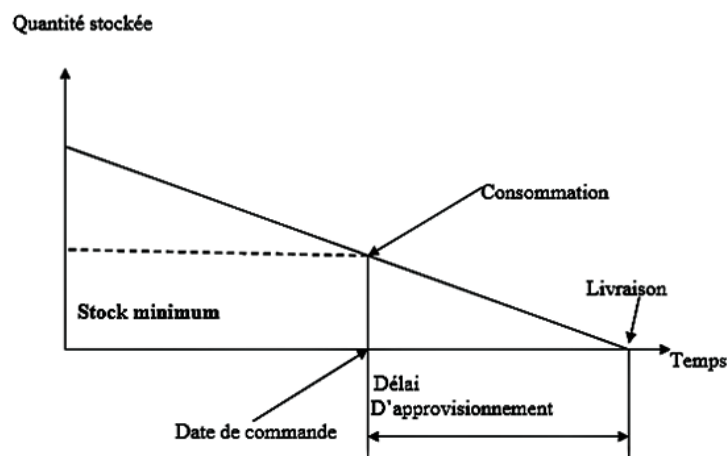 Quantité stockée
Consommation
Livraison
Stock minimum
Temps
Délai
D'approvisionnement
Date de commande